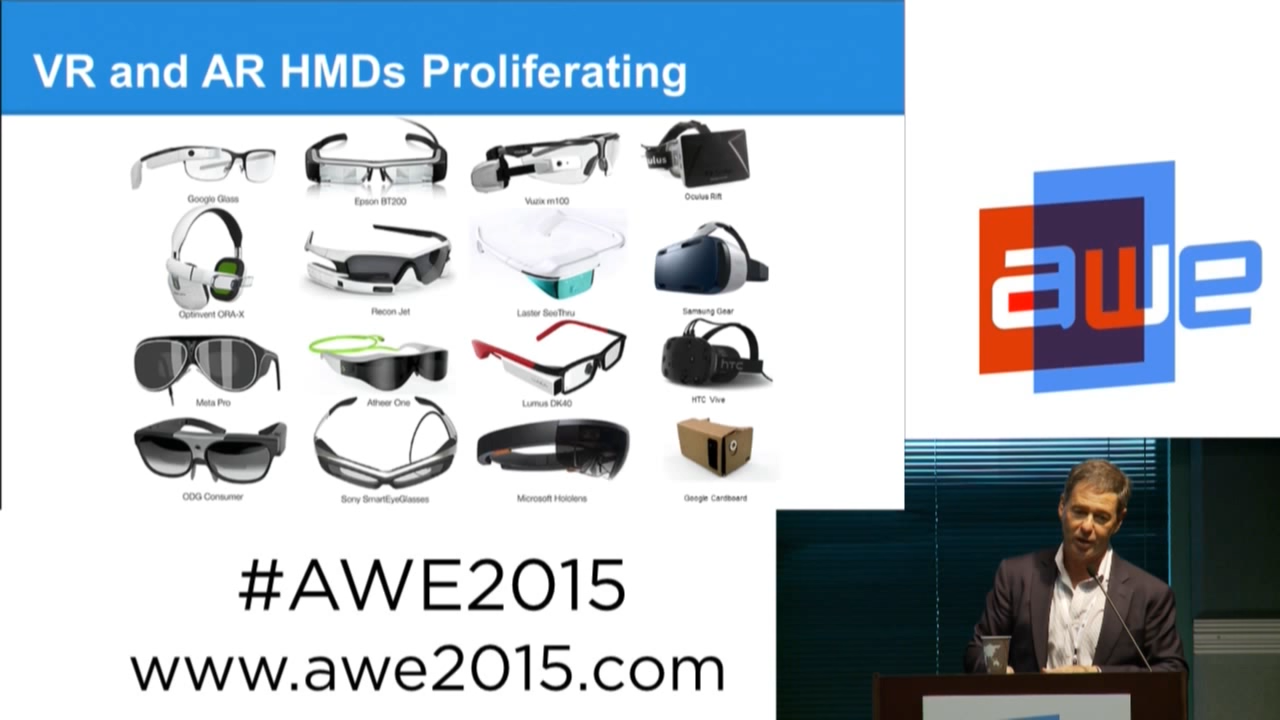 VR and AR HMDs Proliferating
Google Glass
Epson BT200
Vuzix m100
Oculus Rift
Optinvent ORA-X
Recon Jet
Laster SeeThru
Samsung Gear
Meta Pro
Atheer One
Lumus DK40
HTC Vive
ODG Consumer
Sony SmartEyeGlasses
Microsoft Hololens
Google Cardboard
ulus
hTC
awe
#AWE2015
www.awe2015.com